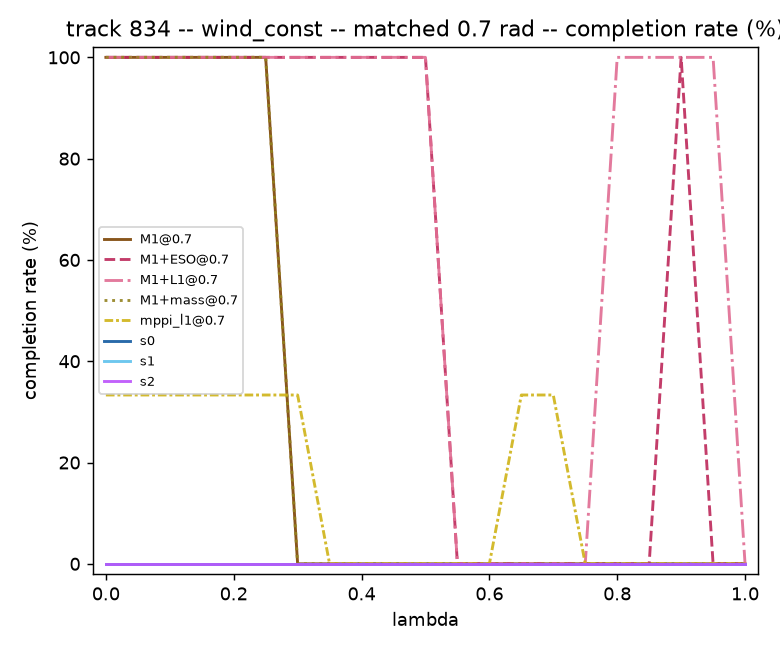 track 834 -- wind_const -- matched 0.7 rad -- completion rate (%)
100
80
60
40
20
0
completion rate (%)
M1@0.7
M1+ESO@0.7
M1+L1@0.7
M1+mass@0.7
mppi_l1@0.7
s0
s1
s2
0.0 0.2 0.4 0.6 0.8 1.0
lambda